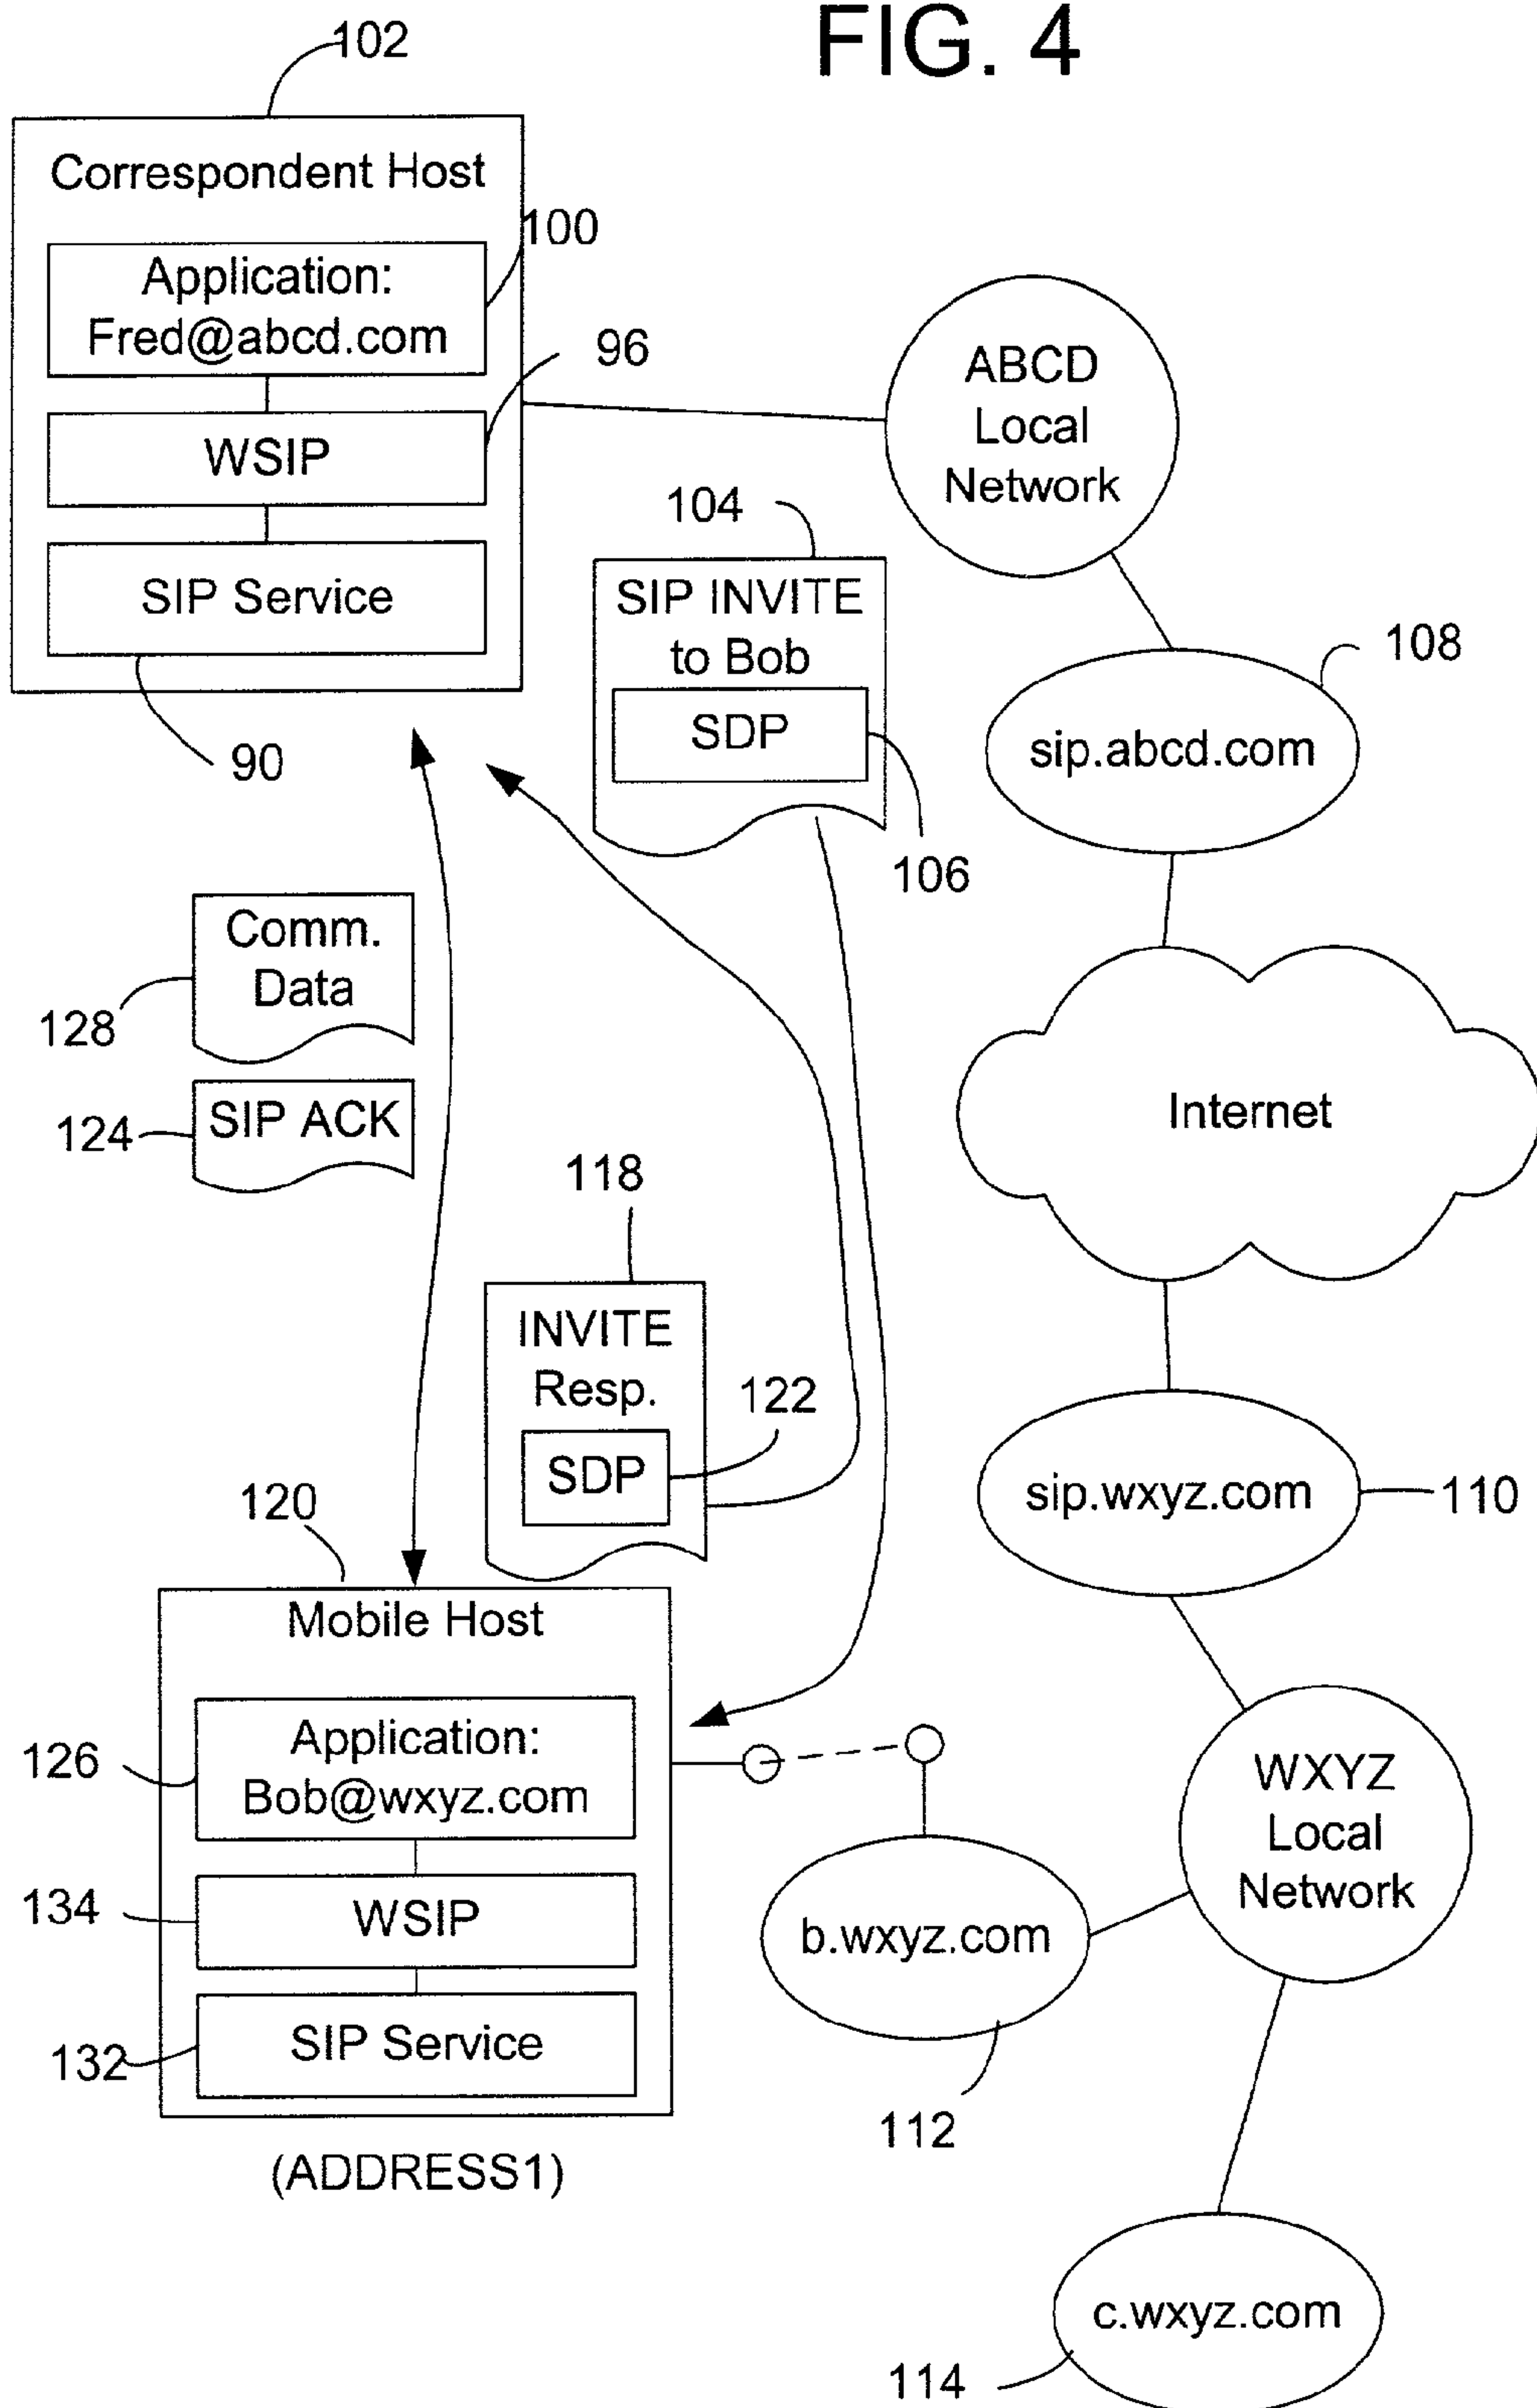 FIG. 4
102
Correspondent Host
100
Application:
Fred@abcd.com
96
WSIP
SIP Service
90
ABCD
Local
Network
104
SIP INVITE
to Bob
SDP
106
108
sip.abcd.com
Comm.
Data
128
SIP ACK
124
Internet
118
INVITE
Resp.
122
SDP
sip.wxyz.com
110
120
Mobile Host
Application:
Bob@wxyz.com
126
WSIP
134
SIP Service
132
(ADDRESS1)
WXYZ
Local
Network
b.wxyz.com
112
c.wxyz.com
114